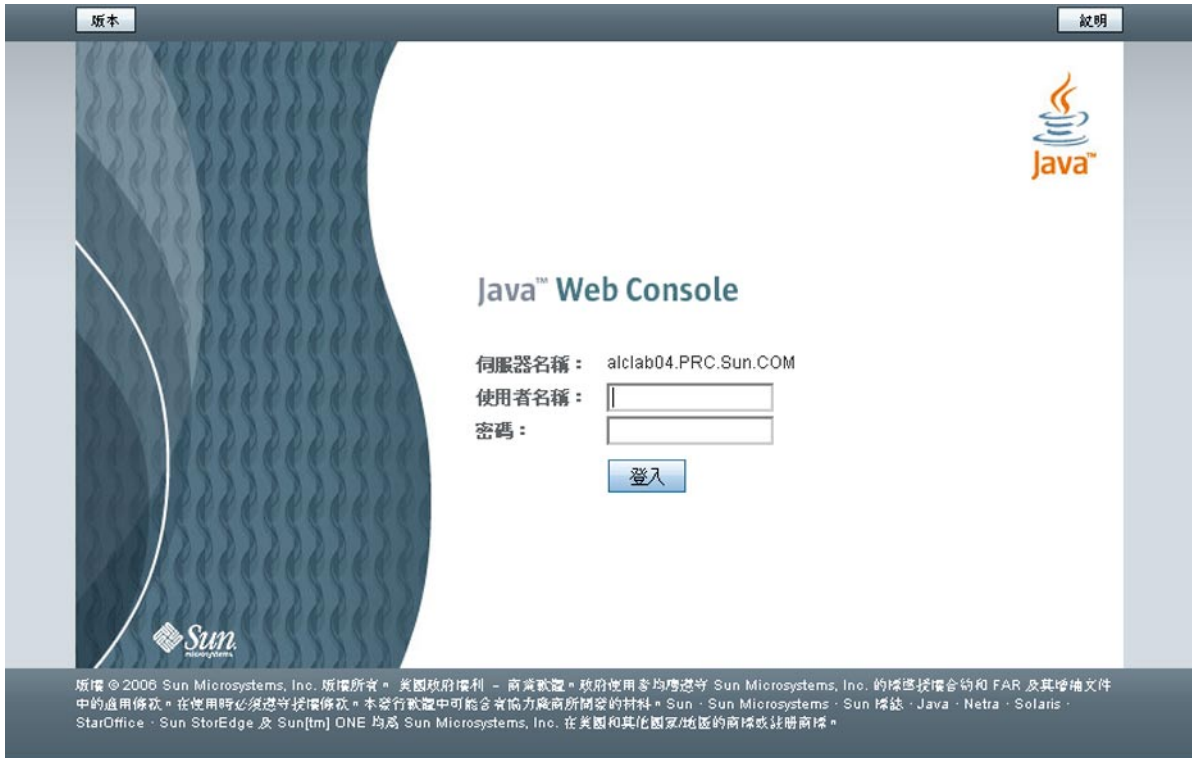 版本
說明
Java™
Java™ Web Console
伺服器名稱： alclab04.PRC.Sun.COM
使用者名稱：
密碼：
登入
Sun
microsystems
版權 © 2006 Sun Microsystems, Inc. 版權所有。 美國政府權利 – 商業軟體。政府使用者均應遵守 Sun Microsystems, Inc. 的標準授權合約和 FAR 及其增補文件
中的適用條款。在使用時必須遵守授權條款。本發行軟體中可能含有協力廠商所開發的材料。Sun、Sun Microsystems、Sun 標誌、Java、Netra、Solaris、
StarOffice、Sun StorEdge 及 Sun[tm] ONE 均為 Sun Microsystems, Inc. 在美國和其他國家/地區的商標或註冊商標。